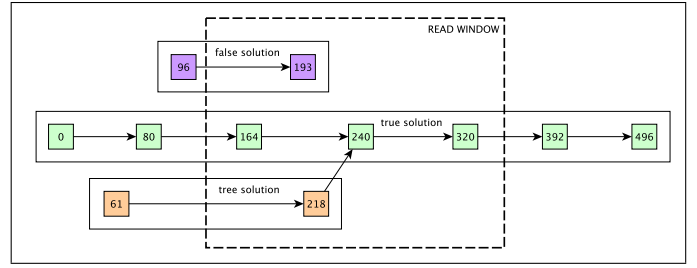 READ WINDOW
false solution
96 193
true solution
0 80 164 240 320 392 496
tree solution
61 218